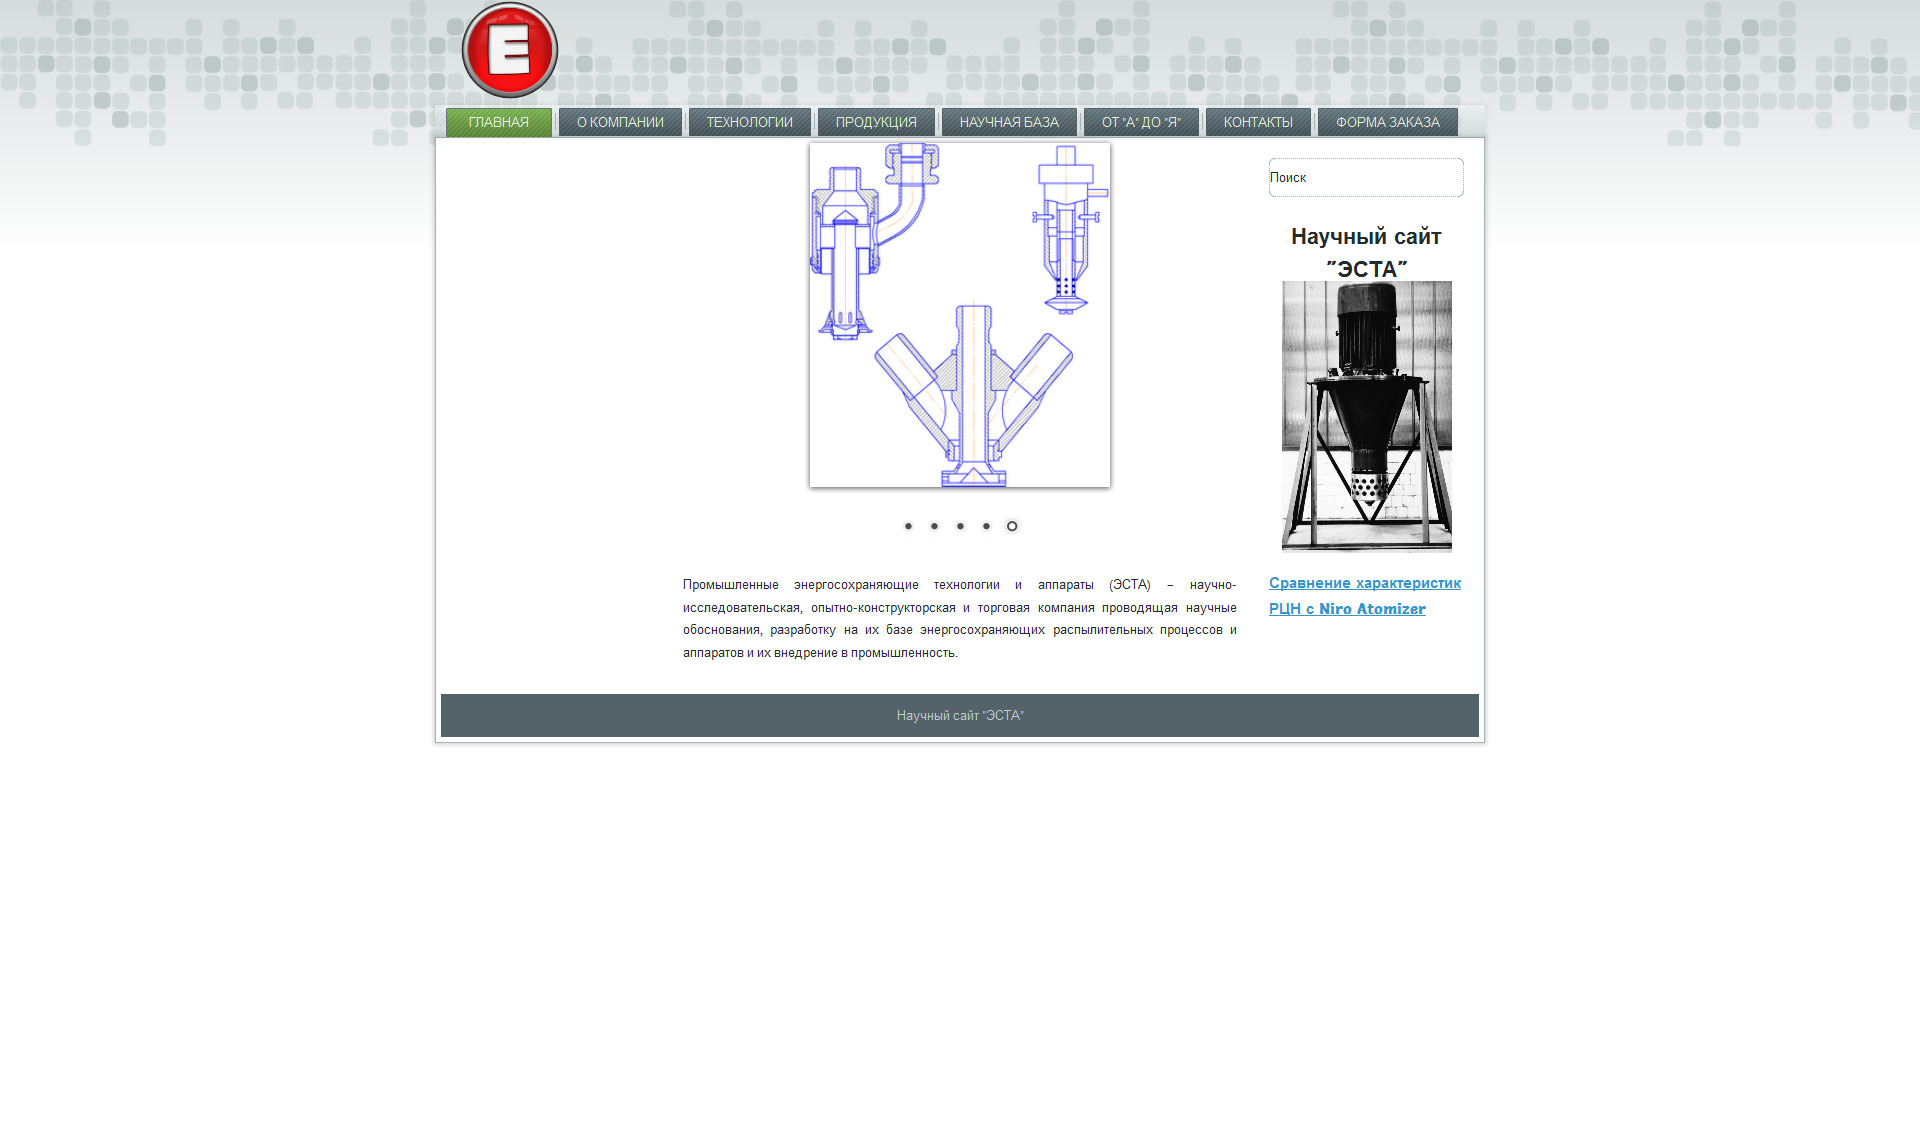 E
ГЛАВНАЯ
О КОМПАНИИ
ТЕХНОЛОГИИ
ПРОДУКЦИЯ
НАУЧНАЯ БАЗА
ОТ "А" ДО "Я"
КОНТАКТЫ
ФОРМА ЗАКАЗА
Поиск
Научный сайт
"ЭСТА"
Сравнение характеристик
РЦН с Niro Atomizer
Промышленные энергосохраняющие технологии и аппараты (ЭСТА) – научно-
исследовательская, опытно-конструкторская и торговая компания проводящая научные
обоснования, разработку на их базе энергосохраняющих распылительных процессов и
аппаратов и их внедрение в промышленность.
Научный сайт "ЭСТА"